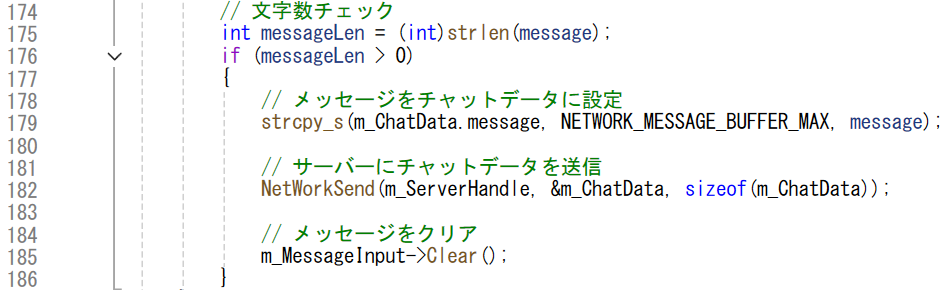 174 // 文字数チェック
175 int messageLen = (int)strlen(message);
176 if (messageLen > 0)
177 {
178 // メッセージをチャットデータに設定
179 strcpy_s(m_ChatData.message, NETWORK_MESSAGE_BUFFER_MAX, message);
180
181 // サーバーにチャットデータを送信
182 NetWorkSend(m_ServerHandle, &m_ChatData, sizeof(m_ChatData));
183
184 // メッセージをクリア
185 m_MessageInput->Clear();
186 }